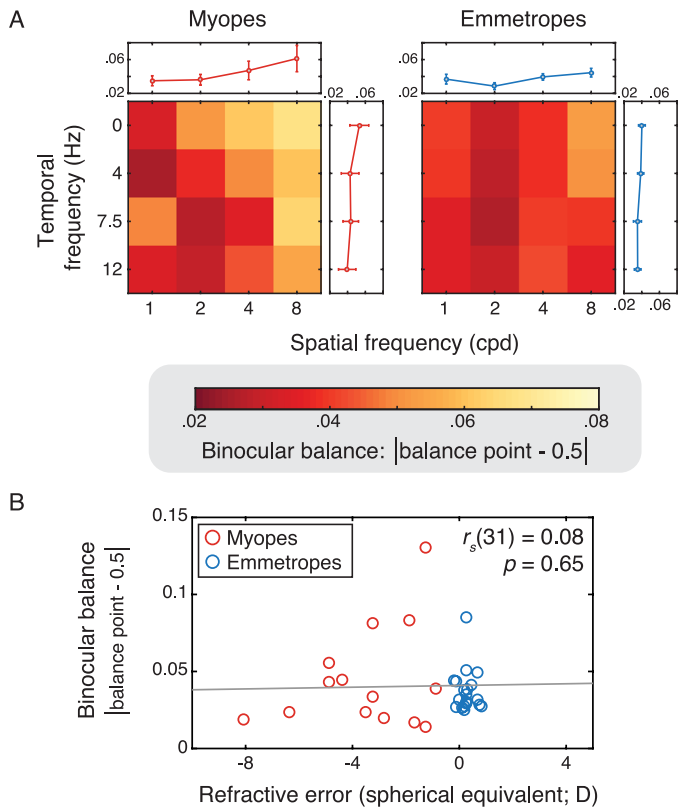 A
Myopes
Emmetropes
.06
.02
.06
.02
.02 .06
.02 .06
Temporal
frequency (Hz)
0
4
7.5
12
1 2 4 8
1 2 4 8
.02 .06
Spatial frequency (cpd)
.02 .04 .06 .08
Binocular balance: |balance point - 0.5|
B
Binocular balance
|balance point - 0.5|
0.15
0.1
0.05
0
Myopes
Emmetropes
rs(31) = 0.08
p = 0.65
-8 -4 0 4
Refractive error (spherical equivalent; D)